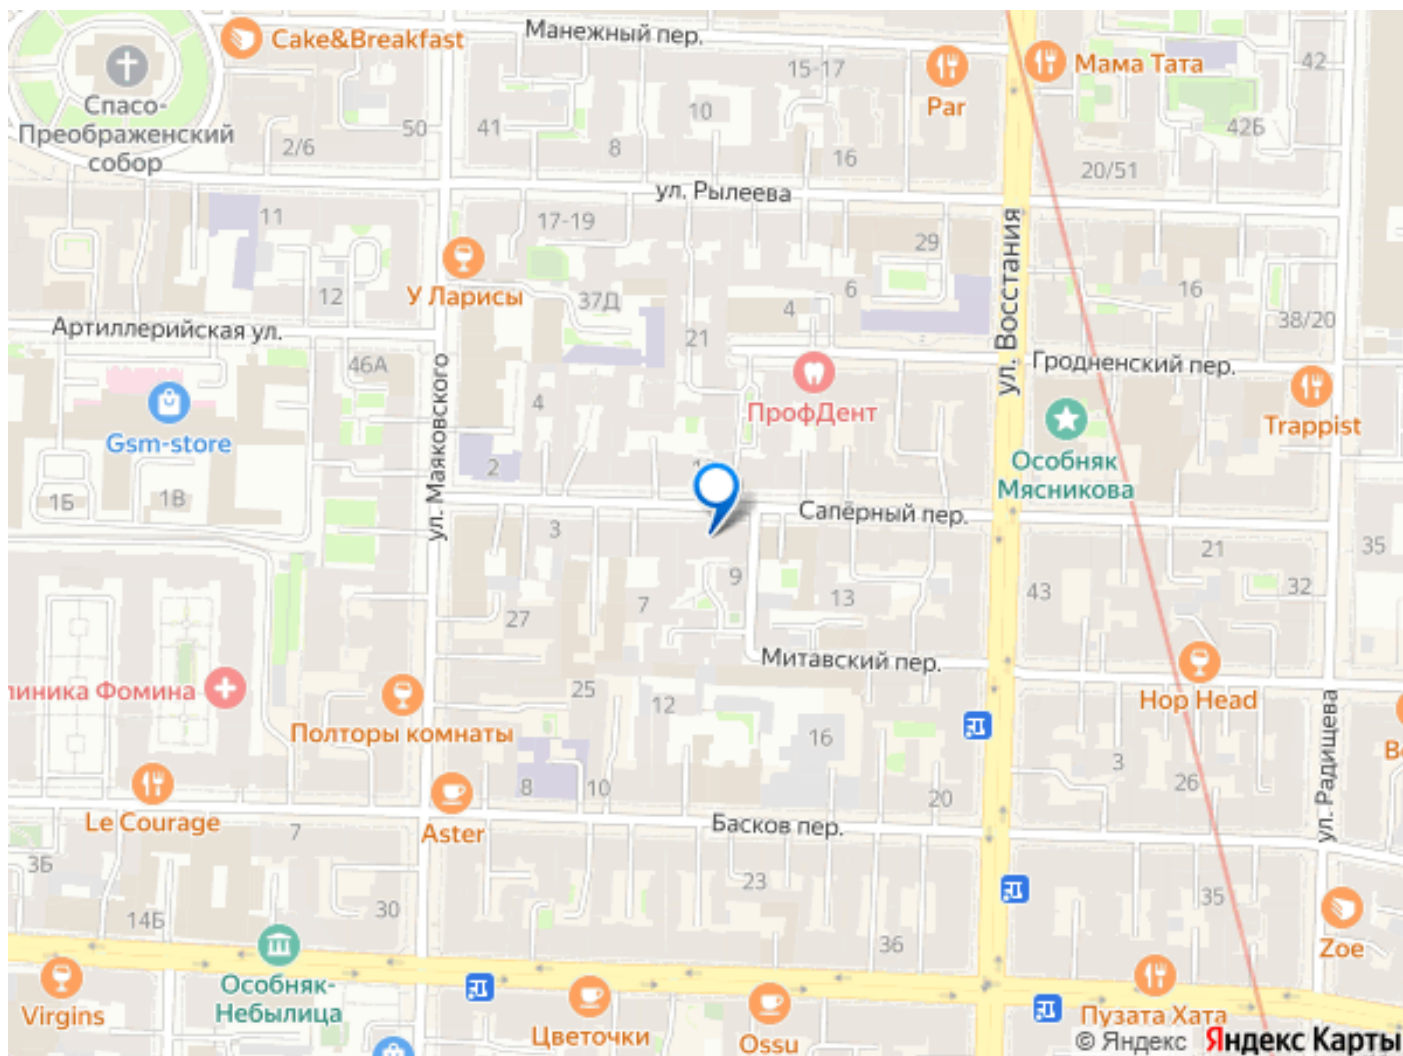 Cake&Breakfast
Манежный пер.
Мама Тата
42
15-17
Par
10
Спасо-
Преображенский
собор
50
41
2/6
8
16
42Б
20/51
ул. Рылеева
11
17-19
29
ул. Восстания
У Ларисы
12
37Д
6
4
16
38/20
Артиллерийская ул.
21
Гродненский пер.
46А
ул. Маяковского
ПрофДент
Trappist
4
Gsm-store
Особняк
Мясникова
2
1Б
1В
Сапёрный пер.
3
21
35
9
32
7
13
43
27
Митавский пер.
линика Фомина
25
12
Hop Head
Полторы комнаты
16
ул. Радищева
3
26
8
10
20
Le Courage
7
Aster
Басков пер.
3Б
23
35
14Б
30
36
Zoe
Особняк-
Небылица
Virgins
Цветочки
Ossu
Пузата Хата
© Яндекс Яндекс Карты